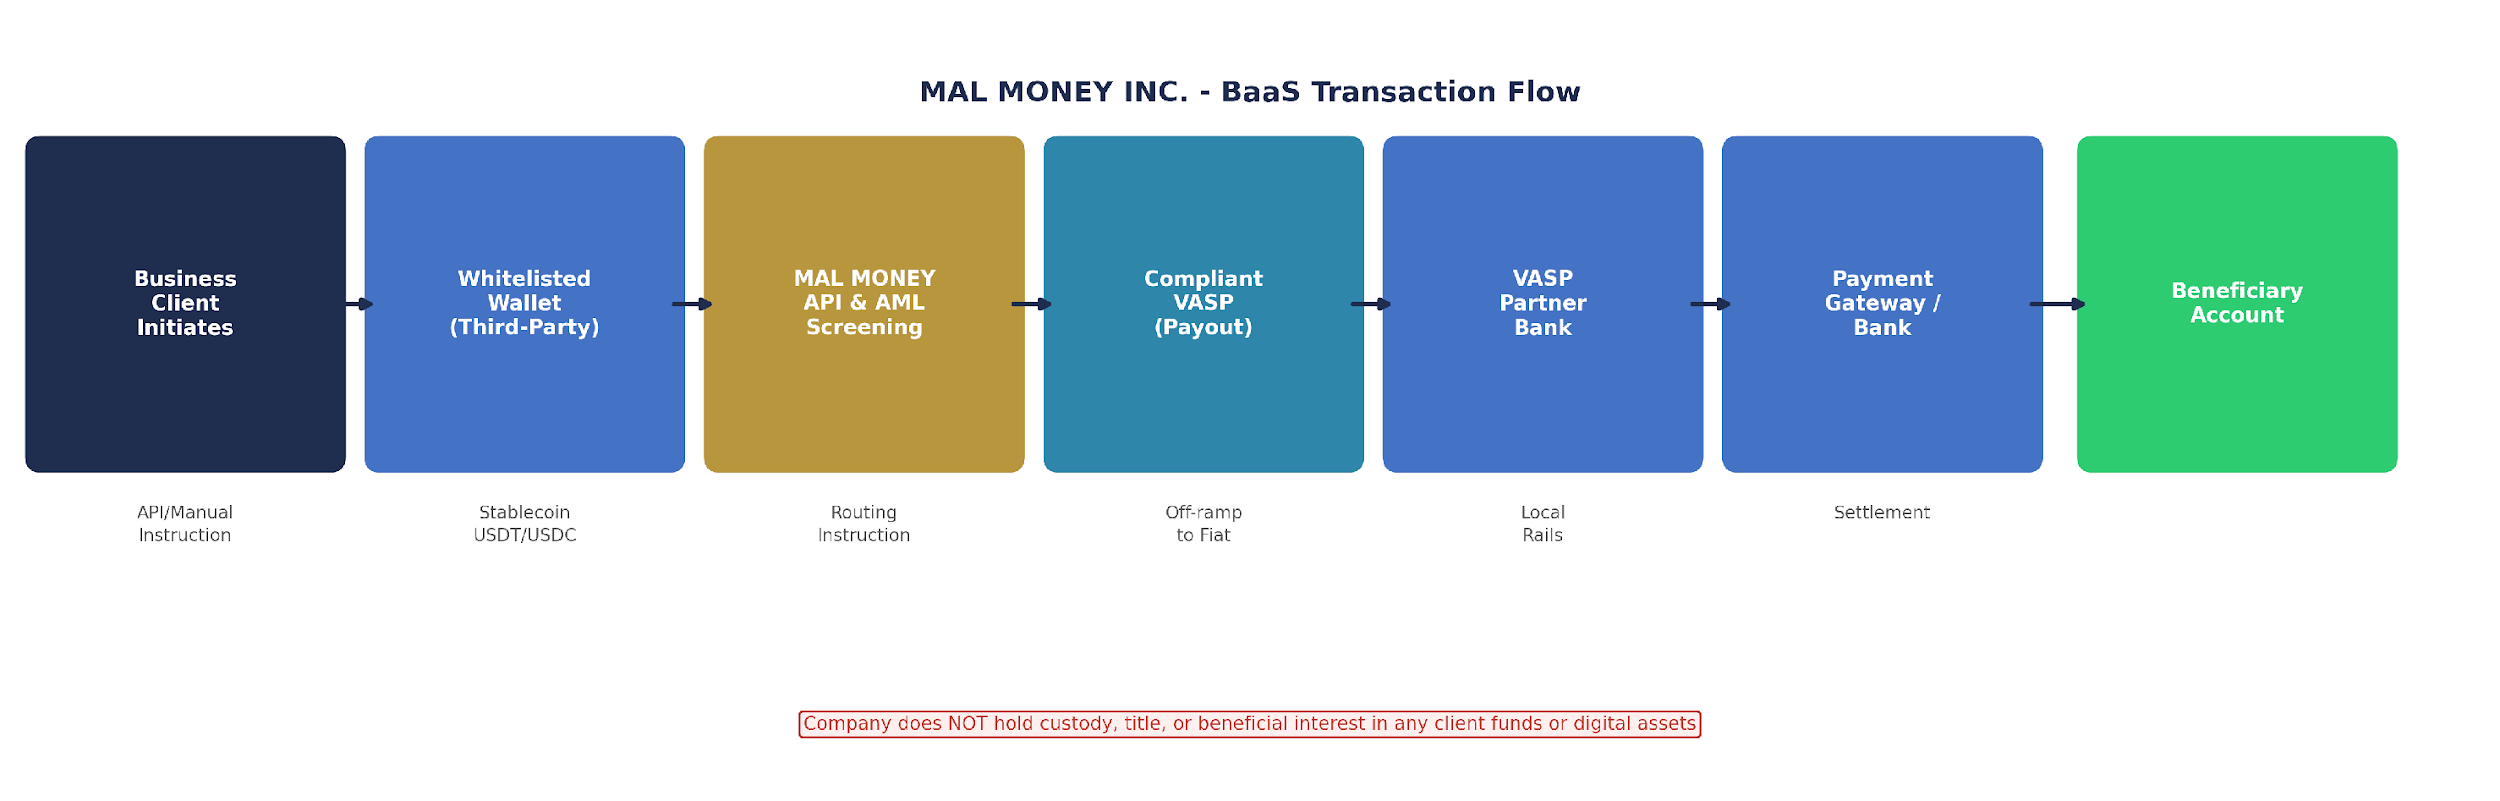 MAL MONEY INC. - BaaS Transaction Flow
Business
Client
Initiates
API/Manual
Instruction
Whitelisted
Wallet
(Third-Party)
Stablecoin
USDT/USDC
MAL MONEY
API & AML
Screening
Routing
Instruction
Compliant
VASP
(Payout)
Off-ramp
to Fiat
VASP
Partner
Bank
Local
Rails
Payment
Gateway /
Bank
Settlement
Beneficiary
Account
Company does NOT hold custody, title, or beneficial interest in any client funds or digital assets